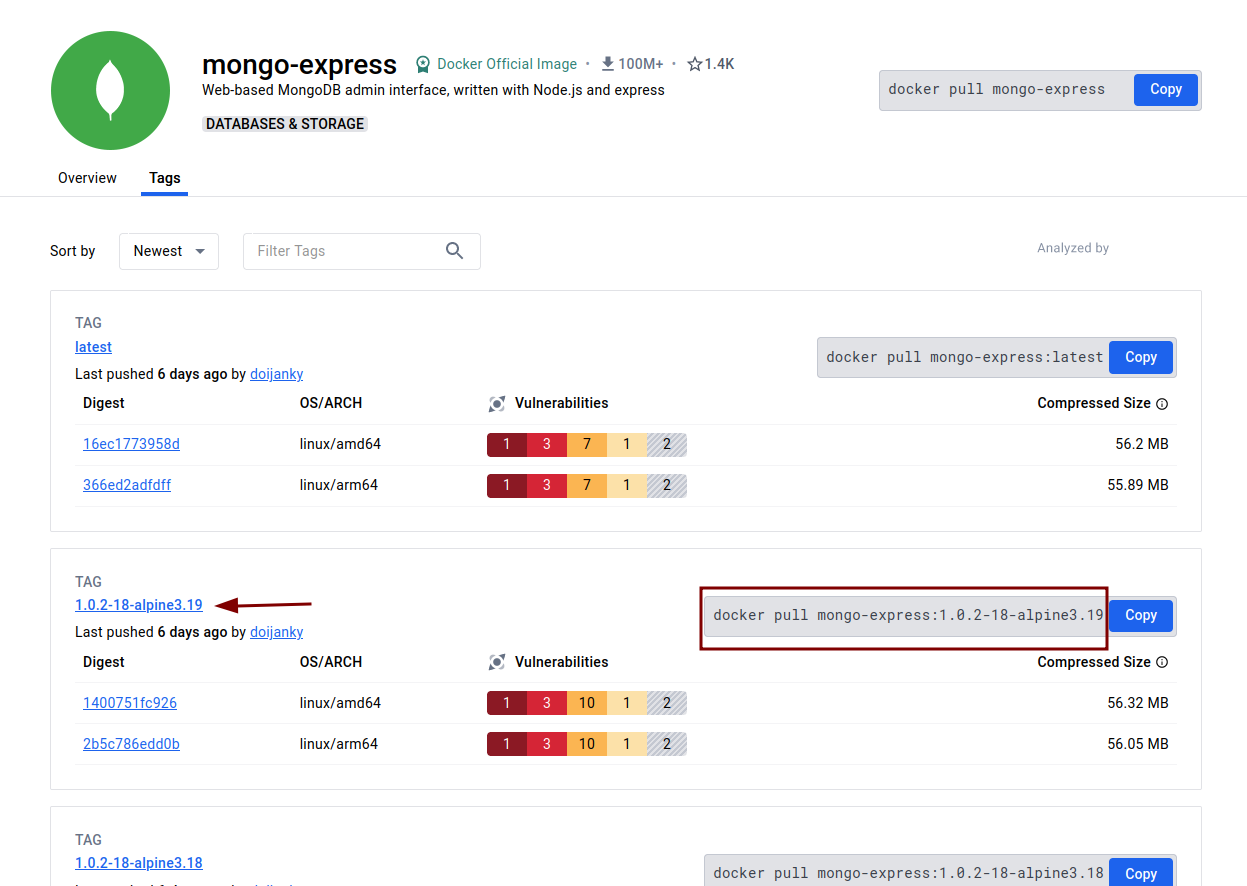 mongo-express Docker Official Image • 100M+ • 1.4K
Web-based MongoDB admin interface, written with Node.js and express
docker pull mongo-express Copy
DATABASES & STORAGE
Overview Tags
Sort by Newest Filter Tags
Analyzed by
TAG
latest
docker pull mongo-express:latest Copy
Last pushed 6 days ago by doijanky
Digest OS/ARCH Vulnerabilities Compressed Size
16ec1773958d linux/amd64 1 3 7 1 2 56.2 MB
366ed2adfdff linux/arm64 1 3 7 1 2 55.89 MB
TAG
1.0.2-18-alpine3.19
docker pull mongo-express:1.0.2-18-alpine3.19 Copy
Last pushed 6 days ago by doijanky
Digest OS/ARCH Vulnerabilities Compressed Size
1400751fc926 linux/amd64 1 3 10 1 2 56.32 MB
2b5c786edd0b linux/arm64 1 3 10 1 2 56.05 MB
TAG
1.0.2-18-alpine3.18
docker pull mongo-express:1.0.2-18-alpine3.18 Copy